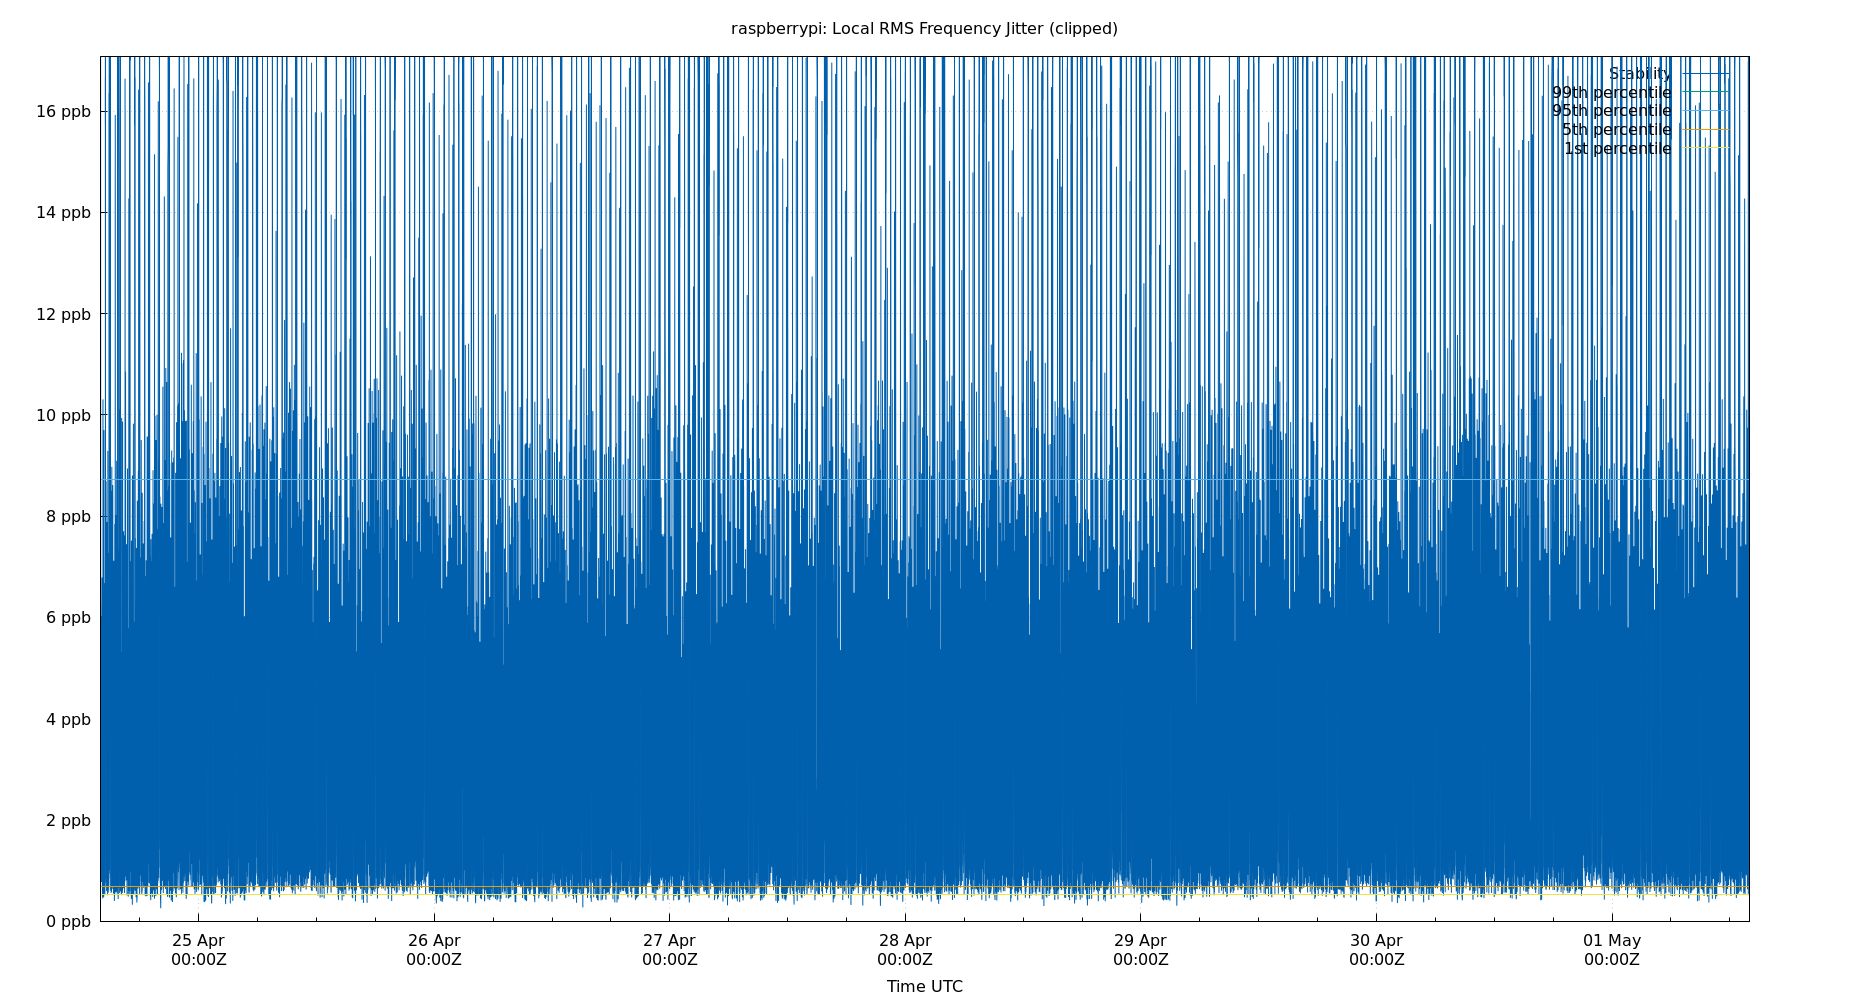 raspberrypi: Local RMS Frequency Jitter (clipped)
Stability
99th percentile
95th percentile
5th percentile
1st percentile
16 ppb
14 ppb
12 ppb
10 ppb
8 ppb
6 ppb
4 ppb
2 ppb
0 ppb
25 Apr 26 Apr 27 Apr 28 Apr 29 Apr 30 Apr 01 May
00:00Z 00:00Z 00:00Z 00:00Z 00:00Z 00:00Z 00:00Z
Time UTC